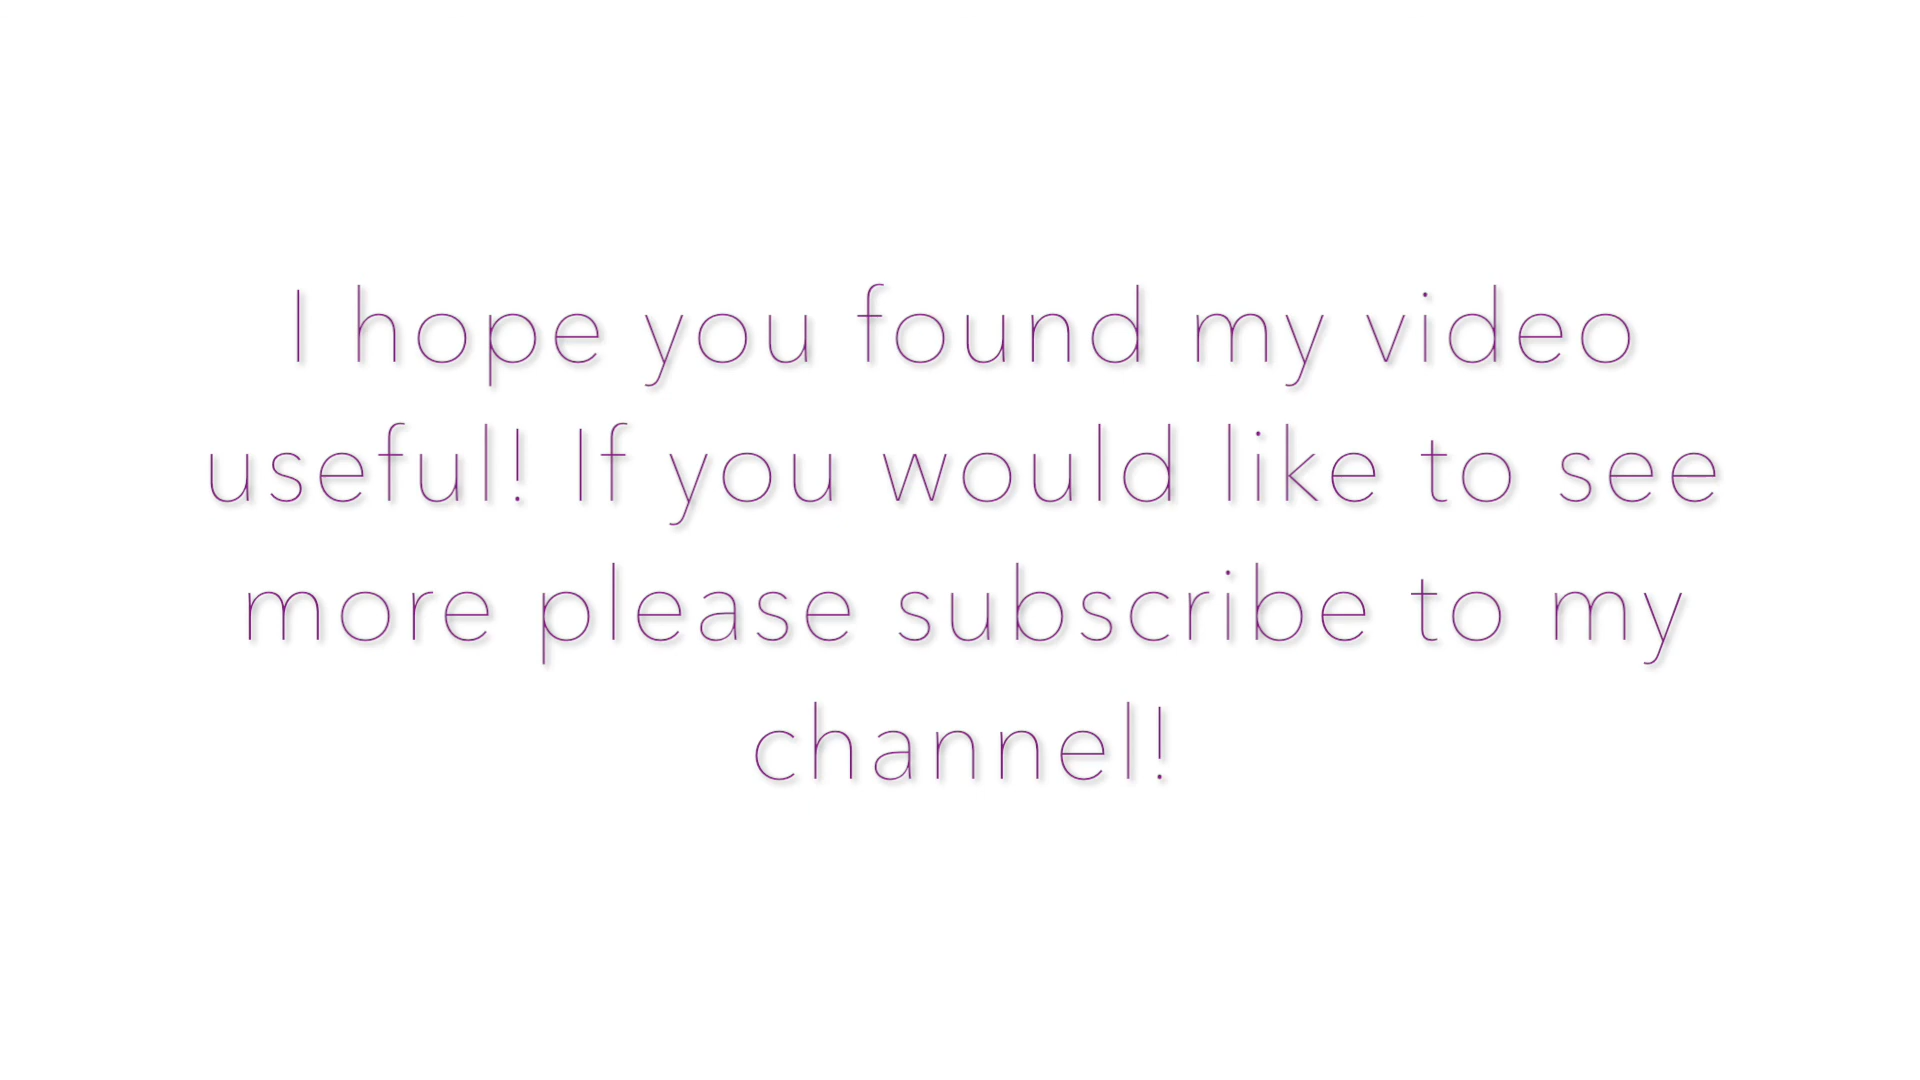 I hope you found my video
useful! If you would like to see
more please subscribe to my
channel!